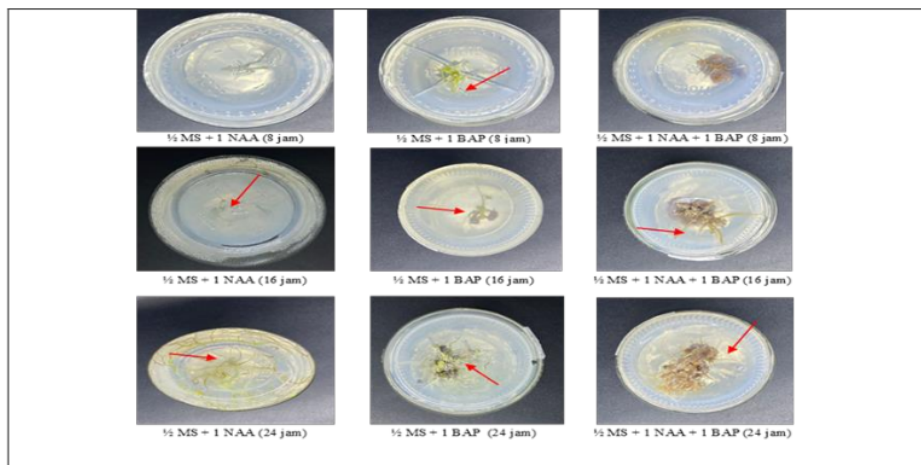 ½ MS + 1 NAA (8 jam)
½ MS + 1 BAP (8 jam)
½ MS + 1 NAA + 1 BAP (8 jam)
½ MS + 1 NAA (16 jam)
½ MS + 1 BAP (16 jam)
½ MS + 1 NAA + 1 BAP (16 jam)
½ MS + 1 NAA (24 jam)
½ MS + 1 BAP (24 jam)
½ MS + 1 NAA + 1 BAP (24 jam)